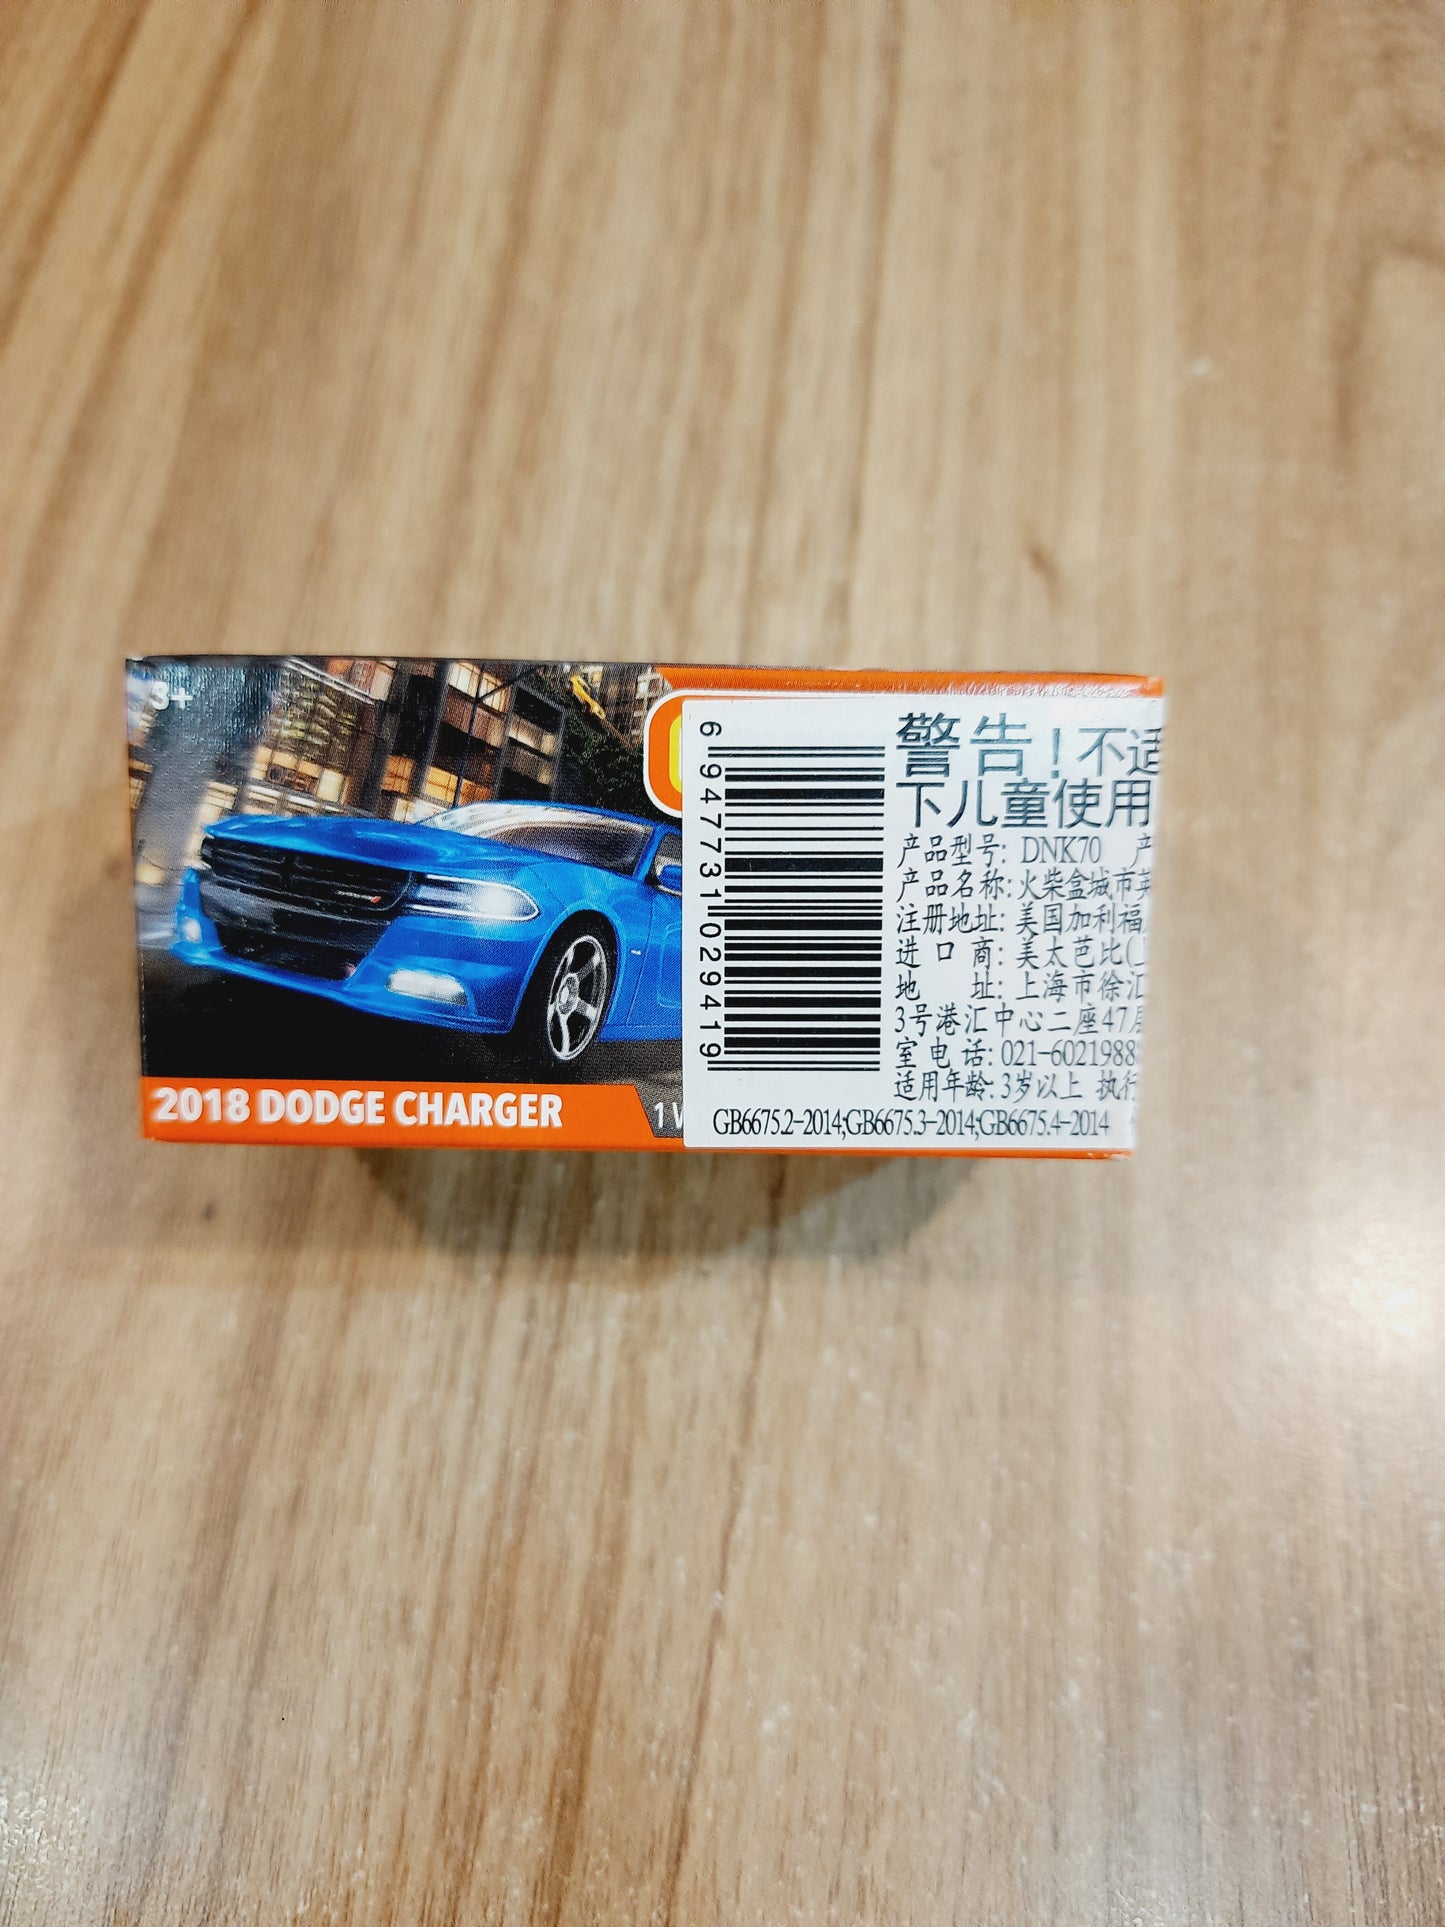 3+
2018 DODGE CHARGER
1
6 947731 029419
警告！不适
下儿童使用
产品型号: DNK70 产
产品名称:火柴盒城市英
注册地址: 美国加利福
进口商: 美太芭比(
地址: 上海市徐汇
3号港汇中心二座47层
室电话: 021-6021988
适用年龄: 3岁以上 执行
GB6675.2-2014;GB6675.3-2014;GB6675.4-2014